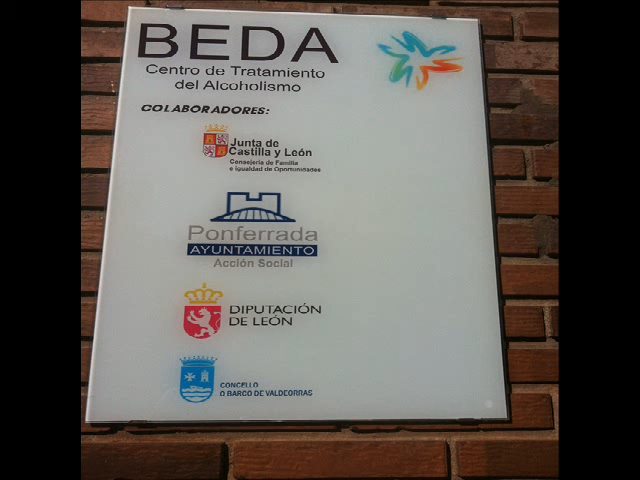 BEDA
Centro de Tratamiento
del Alcoholismo
COLABORADORES:
Junta de
Castilla y León
Consejería de Familia
e Igualdad de Oportunidades
Ponferrada
AYUNTAMIENTO
Acción Social
DIPUTACIÓN
DE LEÓN
CONCELLO
O BARCO DE VALDEORRAS